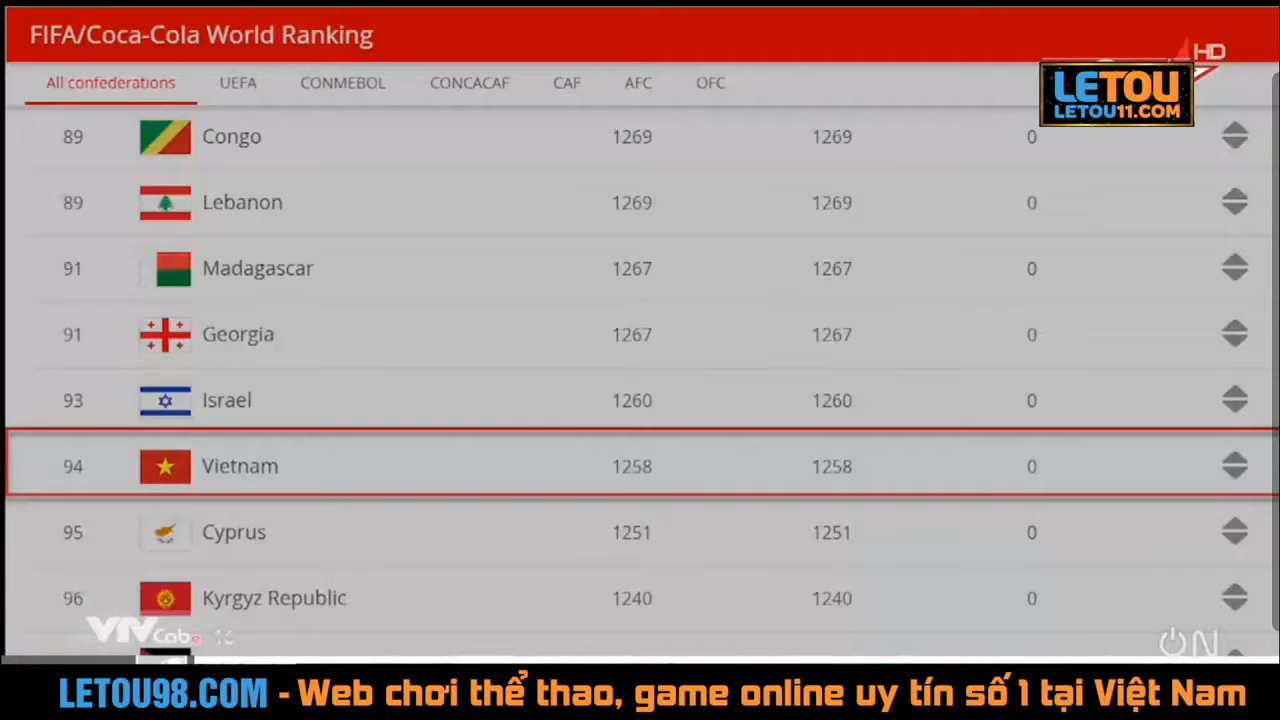 FIFA/Coca-Cola World Ranking
HD
All confederations UEFA CONMEBOL CONCACAF CAF AFC OFC
LETOU
LETOU11.COM
89 Congo 1269 1269 0
89 Lebanon 1269 1269 0
91 Madagascar 1267 1267 0
91 Georgia 1267 1267 0
93 Israel 1260 1260 0
94 Vietnam 1258 1258 0
95 Cyprus 1251 1251 0
96 Kyrgyz Republic 1240 1240 0
VTVCab
ON
LETOU98.COM - Web chơi thể thao, game online uy tín số 1 tại Việt Nam